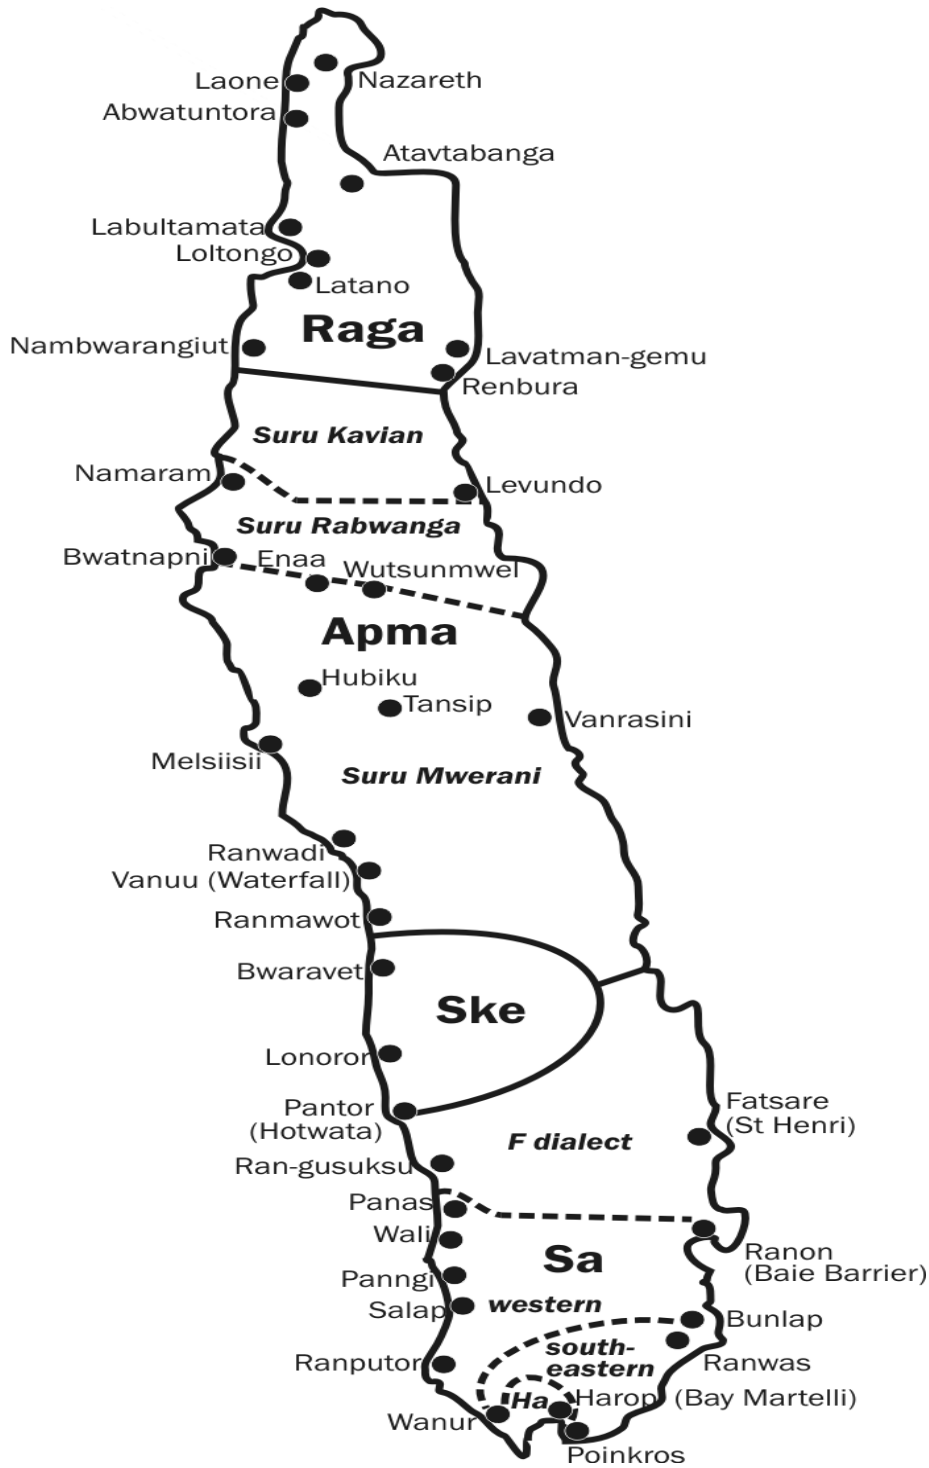 Nazareth
Laone
Abwatuntora
Atavtabanga
Labultamata
Loltongo
Latano
Raga
Nambwarangiut
Lavatman-gemu
Renbura
Suru Kavian
Namaram
Levundo
Suru Rabwanga
Bwatnapni
Enaa
Wutsunmwel
Apma
Hubiku
Tansip
Vanrasini
Melsiisii
Suru Mwerani
Ranwadi
Vanuu (Waterfall)
Ranmawot
Bwaravet
Ske
Lonoror
Pantor
(Hotwata)
Fatsare
(St Henri)
F dialect
Ran-gusuksu
Panas
Wali
Ranon
(Baie Barrier)
Sa
Panngi
Salap
western
Bunlap
south-
eastern
Ranwas
Ranputor
Ha
Harop (Bay Martelli)
Wanur
Poinkros